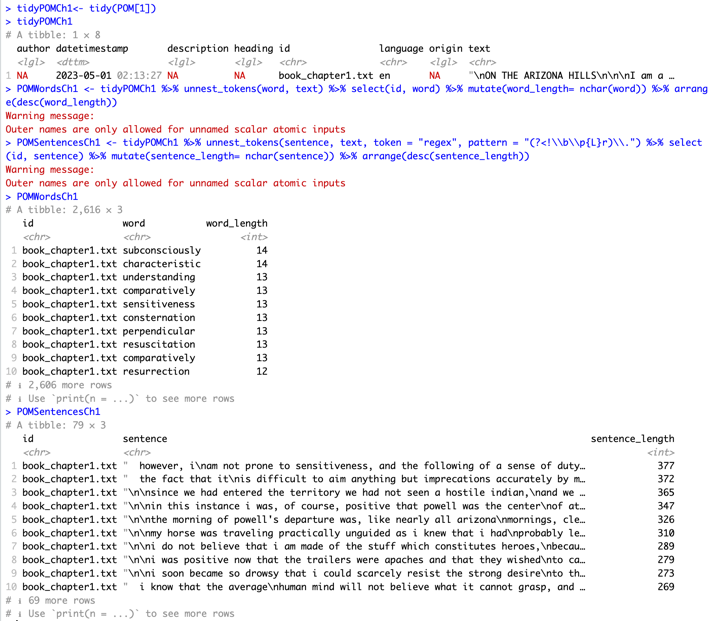 > tidyPOMCh1<- tidy(POM[1])
> tidyPOMCh1
# A tibble: 1 × 8
  author datetimestamp       description heading id                language origin text
  <lgl>  <dttm>              <lgl>       <lgl>   <chr>             <chr>    <lgl>  <chr>
1 NA     2023-05-01 02:13:27 NA          NA      book_chapter1.txt en       NA     "\nON THE ARIZONA HILLS\n\n\nI am a …
> POMWordsCh1 <- tidyPOMCh1 %>% unnest_tokens(word, text) %>% select(id, word) %>% mutate(word_length= nchar(word)) %>% arrang
e(desc(word_length))
Warning message:
Outer names are only allowed for unnamed scalar atomic inputs
> POMSentencesCh1 <- tidyPOMCh1 %>% unnest_tokens(sentence, text, token = "regex", pattern = "(?<!\\b\\p{L}r)\\.") %>% select
(id, sentence) %>% mutate(sentence_length= nchar(sentence)) %>% arrange(desc(sentence_length))
Warning message:
Outer names are only allowed for unnamed scalar atomic inputs
> POMWordsCh1
# A tibble: 2,616 × 3
   id                word           word_length
   <chr>             <chr>                <int>
 1 book_chapter1.txt subconsciously          14
 2 book_chapter1.txt characteristic          14
 3 book_chapter1.txt understanding           13
 4 book_chapter1.txt comparatively           13
 5 book_chapter1.txt sensitiveness           13
 6 book_chapter1.txt consternation           13
 7 book_chapter1.txt perpendicular           13
 8 book_chapter1.txt resuscitation           13
 9 book_chapter1.txt comparatively           13
10 book_chapter1.txt resurrection            12
# ℹ 2,606 more rows
# ℹ Use `print(n = ...)` to see more rows
> POMSentencesCh1
# A tibble: 79 × 3
   id                sentence                                                                    sentence_length
   <chr>             <chr>                                                                                 <int>
 1 book_chapter1.txt "  however, i\nam not prone to sensitiveness, and the following of a sense of duty…             377
 2 book_chapter1.txt "  the fact that it\nis difficult to aim anything but imprecations accurately by m…             372
 3 book_chapter1.txt "\n\nsince we had entered the territory we had not seen a hostile indian,\nand we …             365
 4 book_chapter1.txt "\n\nin this instance i was, of course, positive that powell was the center\nof at…             347
 5 book_chapter1.txt "\n\nthe morning of powell's departure was, like nearly all arizona\nmornings, cle…             326
 6 book_chapter1.txt "\n\nmy horse was traveling practically unguided as i knew that i had\nprobably le…             310
 7 book_chapter1.txt "\n\ni do not believe that i am made of the stuff which constitutes heroes,\nbecau…             289
 8 book_chapter1.txt "\n\ni was positive now that the trailers were apaches and that they wished\nto ca…             279
 9 book_chapter1.txt "\n\ni soon became so drowsy that i could scarcely resist the strong desire\nto th…             273
10 book_chapter1.txt "  i know that the average\nhuman mind will not believe what it cannot grasp, and …             269
# ℹ 69 more rows
# ℹ Use `print(n = ...)` to see more rows